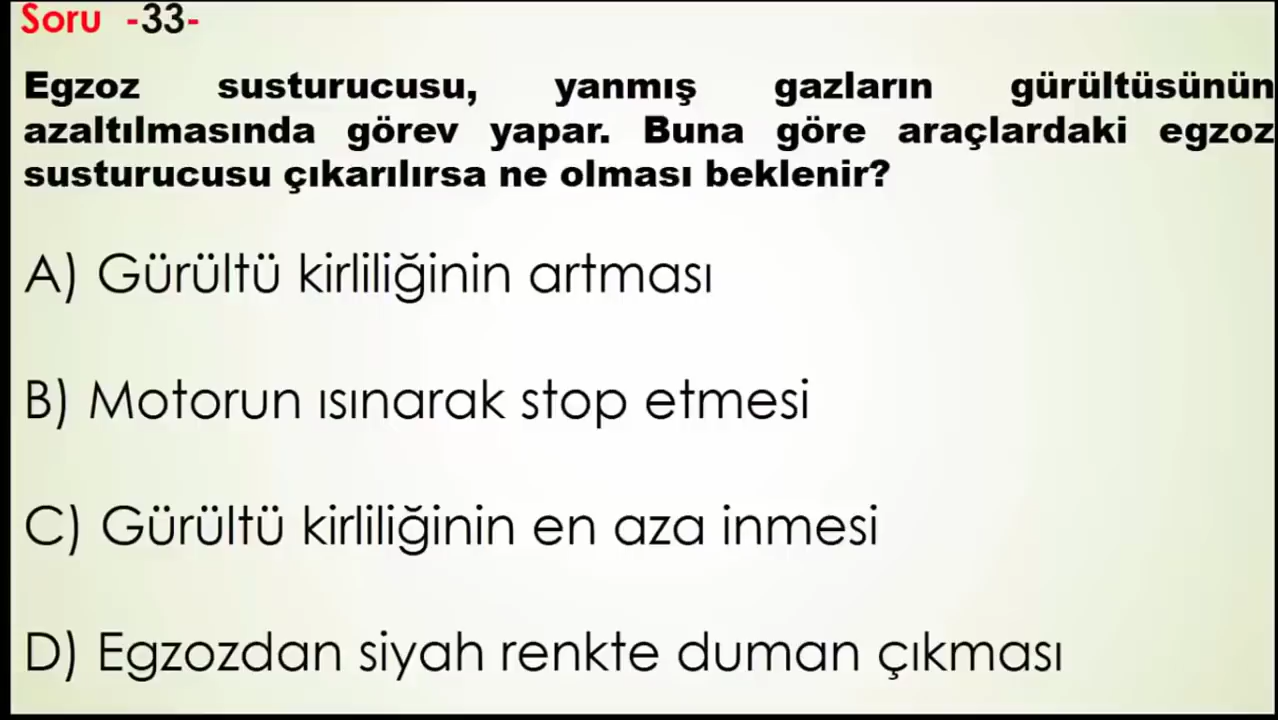 Soru -33-
Egzoz susturucusu, yanmış gazların gürültüsünün
azaltılmasında görev yapar. Buna göre araçlardaki egzoz
susturucusu çıkarılırsa ne olması beklenir?
A) Gürültü kirliliğinin artması
B) Motorun ısınarak stop etmesi
C) Gürültü kirliliğinin en aza inmesi
D) Egzozdan siyah renkte duman çıkması